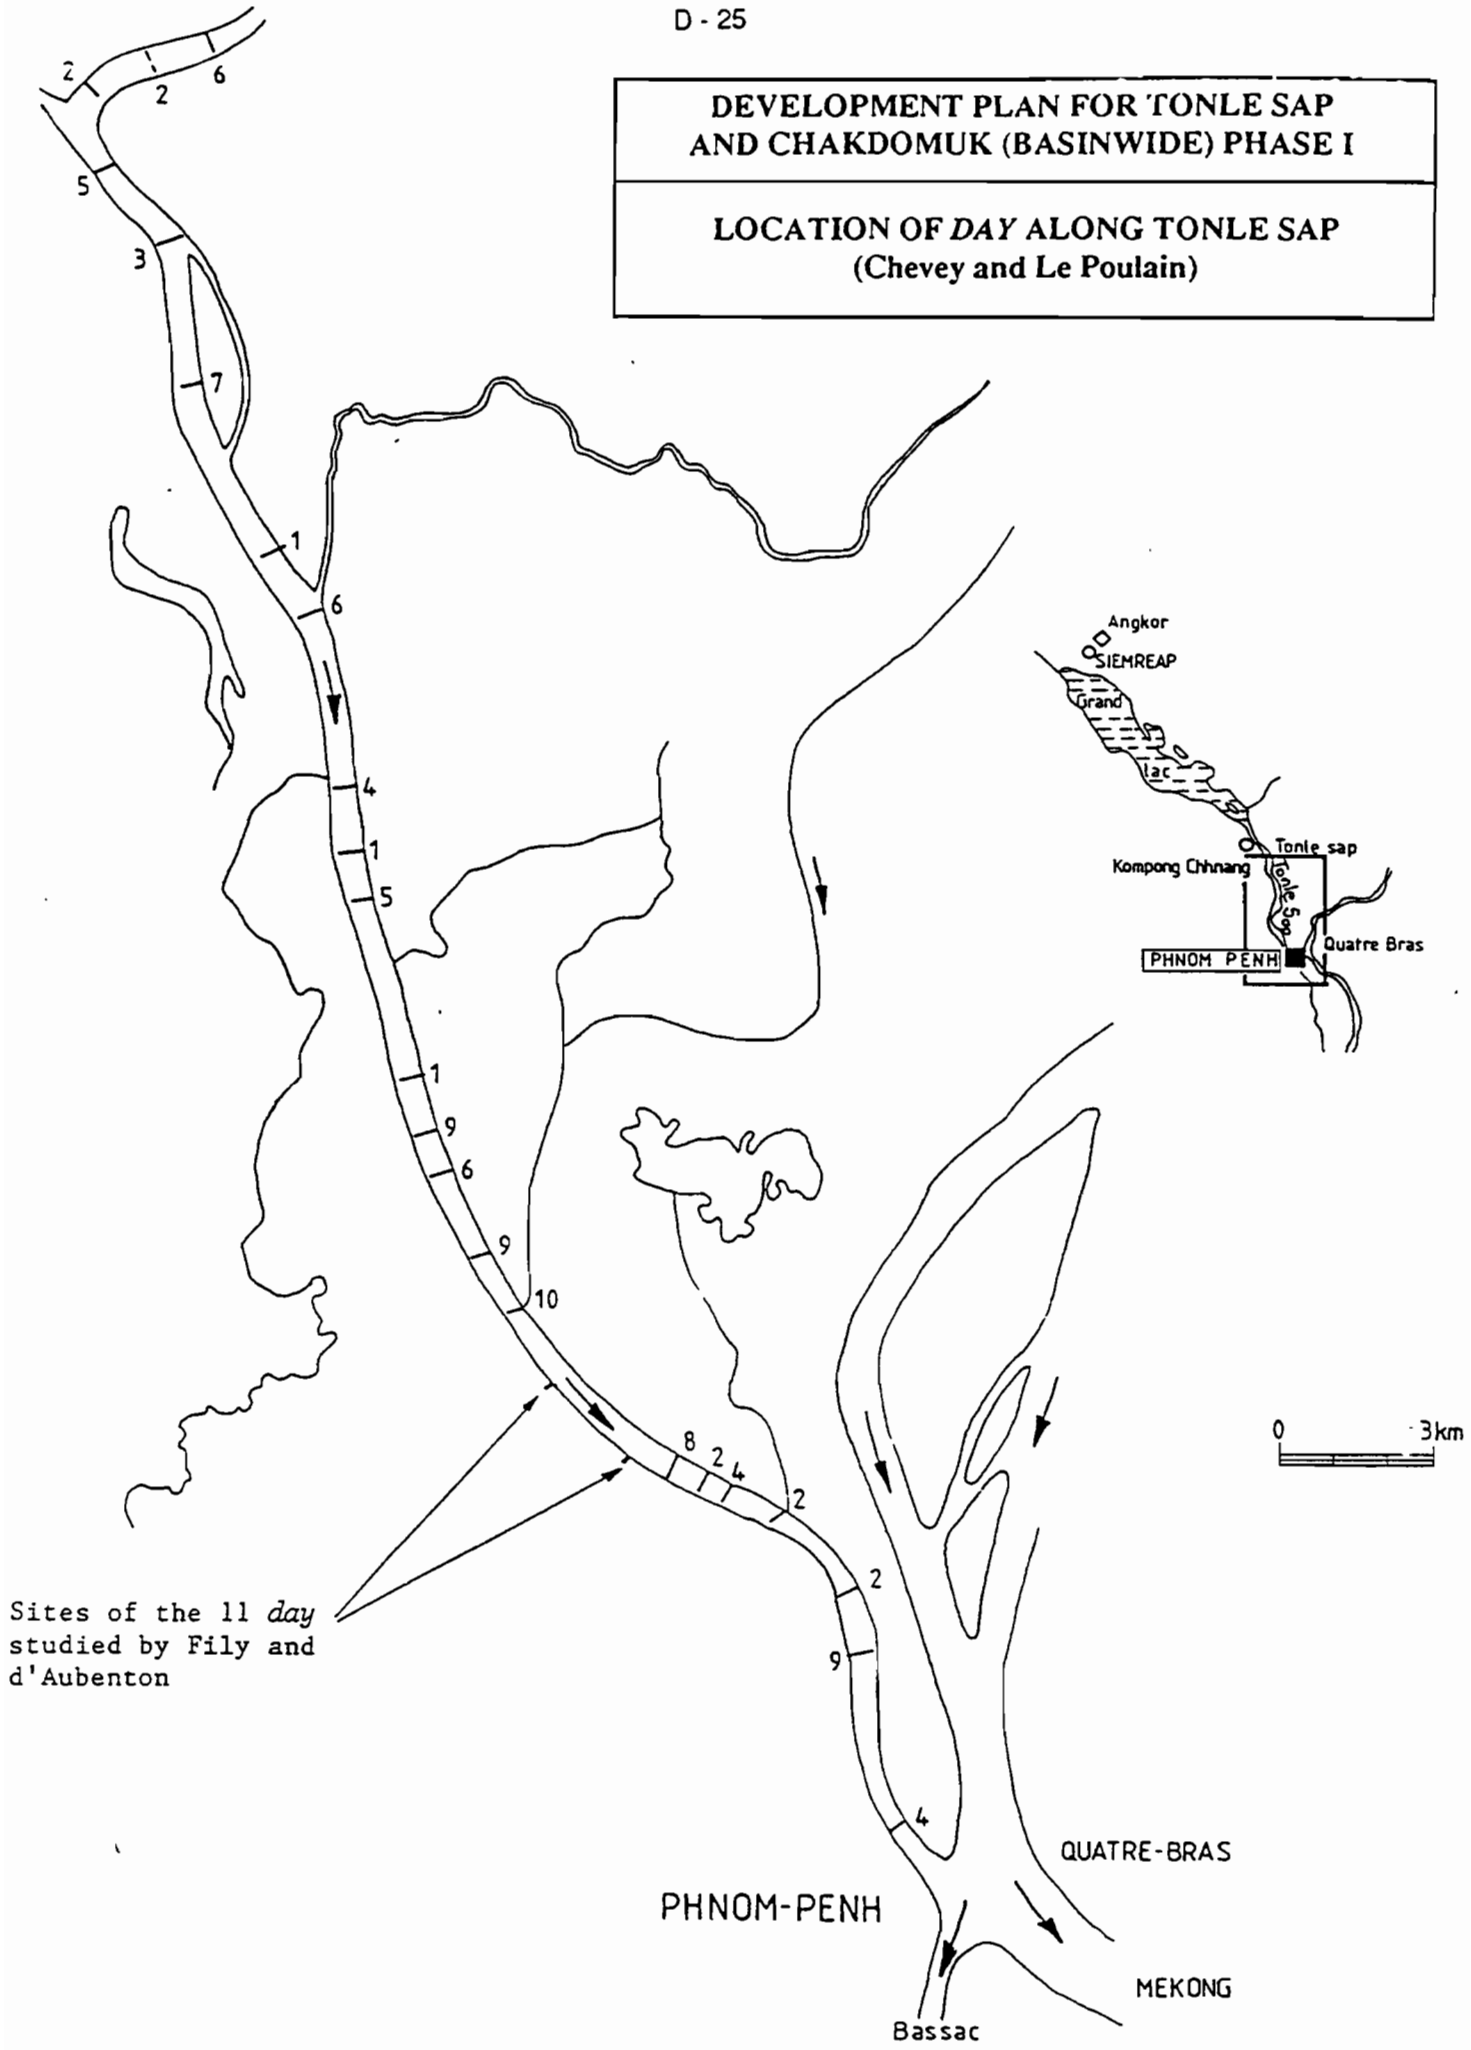 D - 25
DEVELOPMENT PLAN FOR TONLE SAP
AND CHAKDOMUK (BASINWIDE) PHASE I
LOCATION OF DAY ALONG TONLE SAP
(Chevey and Le Poulain)
2
2
6
5
3
7
1
6
4
1
5
1
9
6
9
10
8
2
4
2
2
9
4
Angkor
SIEMREAP
Grand
lac
Tonle sap
Kompong Chhnang
Tonle Sap
Quatre Bras
PHNOM PENH
0
3km
Sites of the 11 day
studied by Fily and
d'Aubenton
QUATRE-BRAS
PHNOM-PENH
MEKONG
Bassac